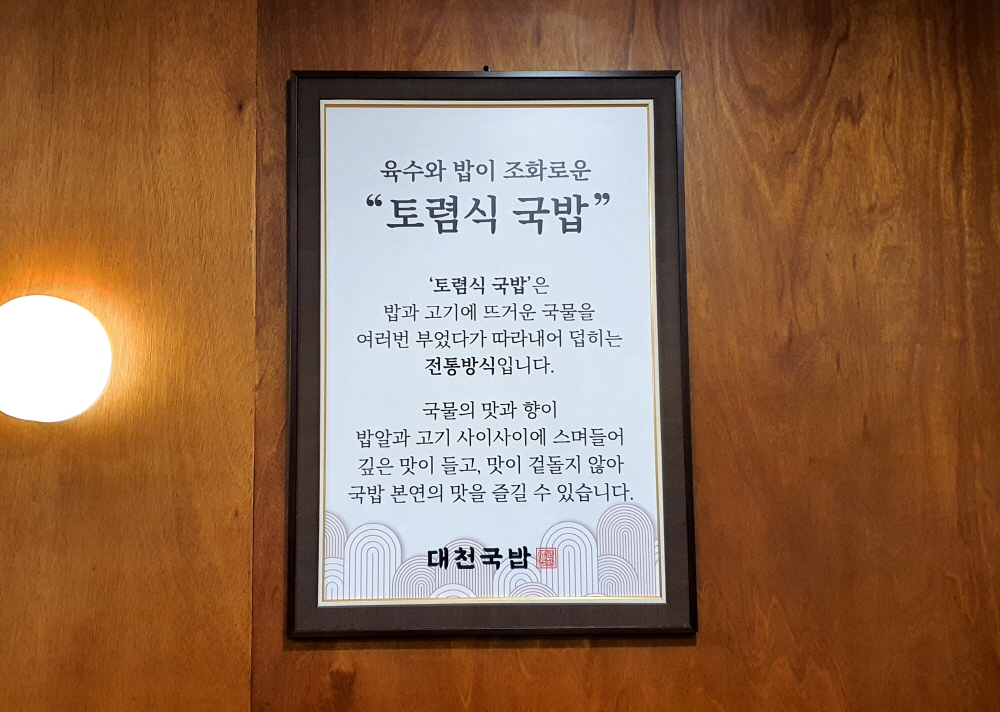 육수와 밥이 조화로운
“토렴식 국밥”
‘토렴식 국밥’은
밥과 고기에 뜨거운 국물을
여러번 부었다가 따라내어 덥히는
전통방식입니다.
국물의 맛과 향이
밥알과 고기 사이사이에 스며들어
깊은 맛이 들고, 맛이 겉돌지 않아
국밥 본연의 맛을 즐길 수 있습니다.
대천국밥